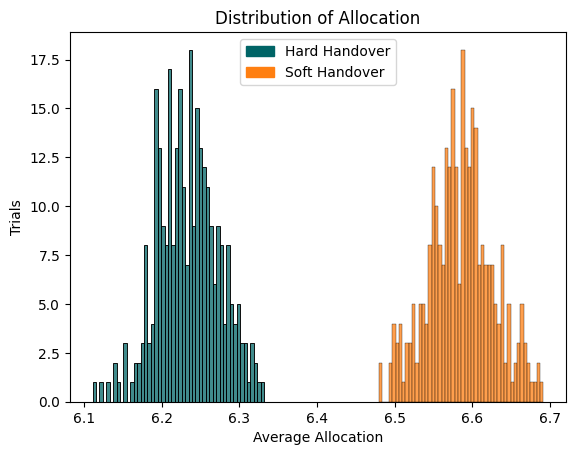 Distribution of Allocation
Hard Handover
Soft Handover
17.5
15.0
12.5
10.0
7.5
5.0
2.5
0.0
Trials
6.1 6.2 6.3 6.4 6.5 6.6 6.7
Average Allocation